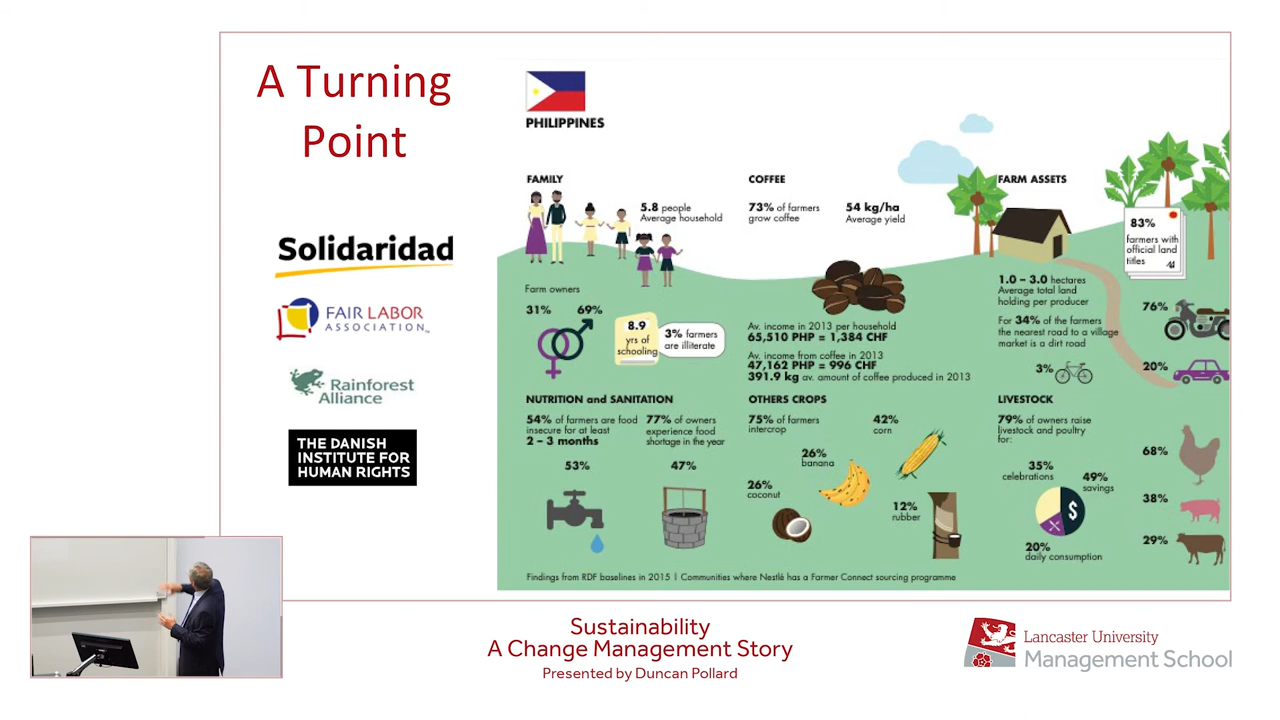 A Turning
Point
Solidaridad
FAIR LABOR
ASSOCIATION™
Rainforest
Alliance
THE DANISH
INSTITUTE FOR
HUMAN RIGHTS
PHILIPPINES
FAMILY
5.8 people
Average household
Farm owners
31%
69%
8.9
yrs of
schooling
3% farmers
are illiterate
COFFEE
73% of farmers
grow coffee
54 kg/ha
Average yield
Av. income in 2013 per household
65,510 PHP = 1,384 CHF
Av. income from coffee in 2013
47,162 PHP = 996 CHF
391.9 kg av. amount of coffee produced in 2013
FARM ASSETS
83%
farmers with
official land
titles
1.0 – 3.0 hectares
Average total land
holding per producer
For 34% of the farmers
the nearest road to a village
market is a dirt road
76%
3%
20%
NUTRITION and SANITATION
54% of farmers are food
insecure for at least
2 – 3 months
77% of owners
experience food
shortage in the year
53%
47%
OTHERS CROPS
75% of farmers
intercrop
42%
corn
26%
banana
26%
coconut
12%
rubber
LIVESTOCK
79% of owners raise
livestock and poultry
for:
35%
celebrations
49%
savings
$
20%
daily consumption
68%
38%
29%
Findings from RDF baselines in 2015 | Communities where Nestlé has a Farmer Connect sourcing programme
Sustainability
A Change Management Story
Presented by Duncan Pollard
Lancaster University
Management School